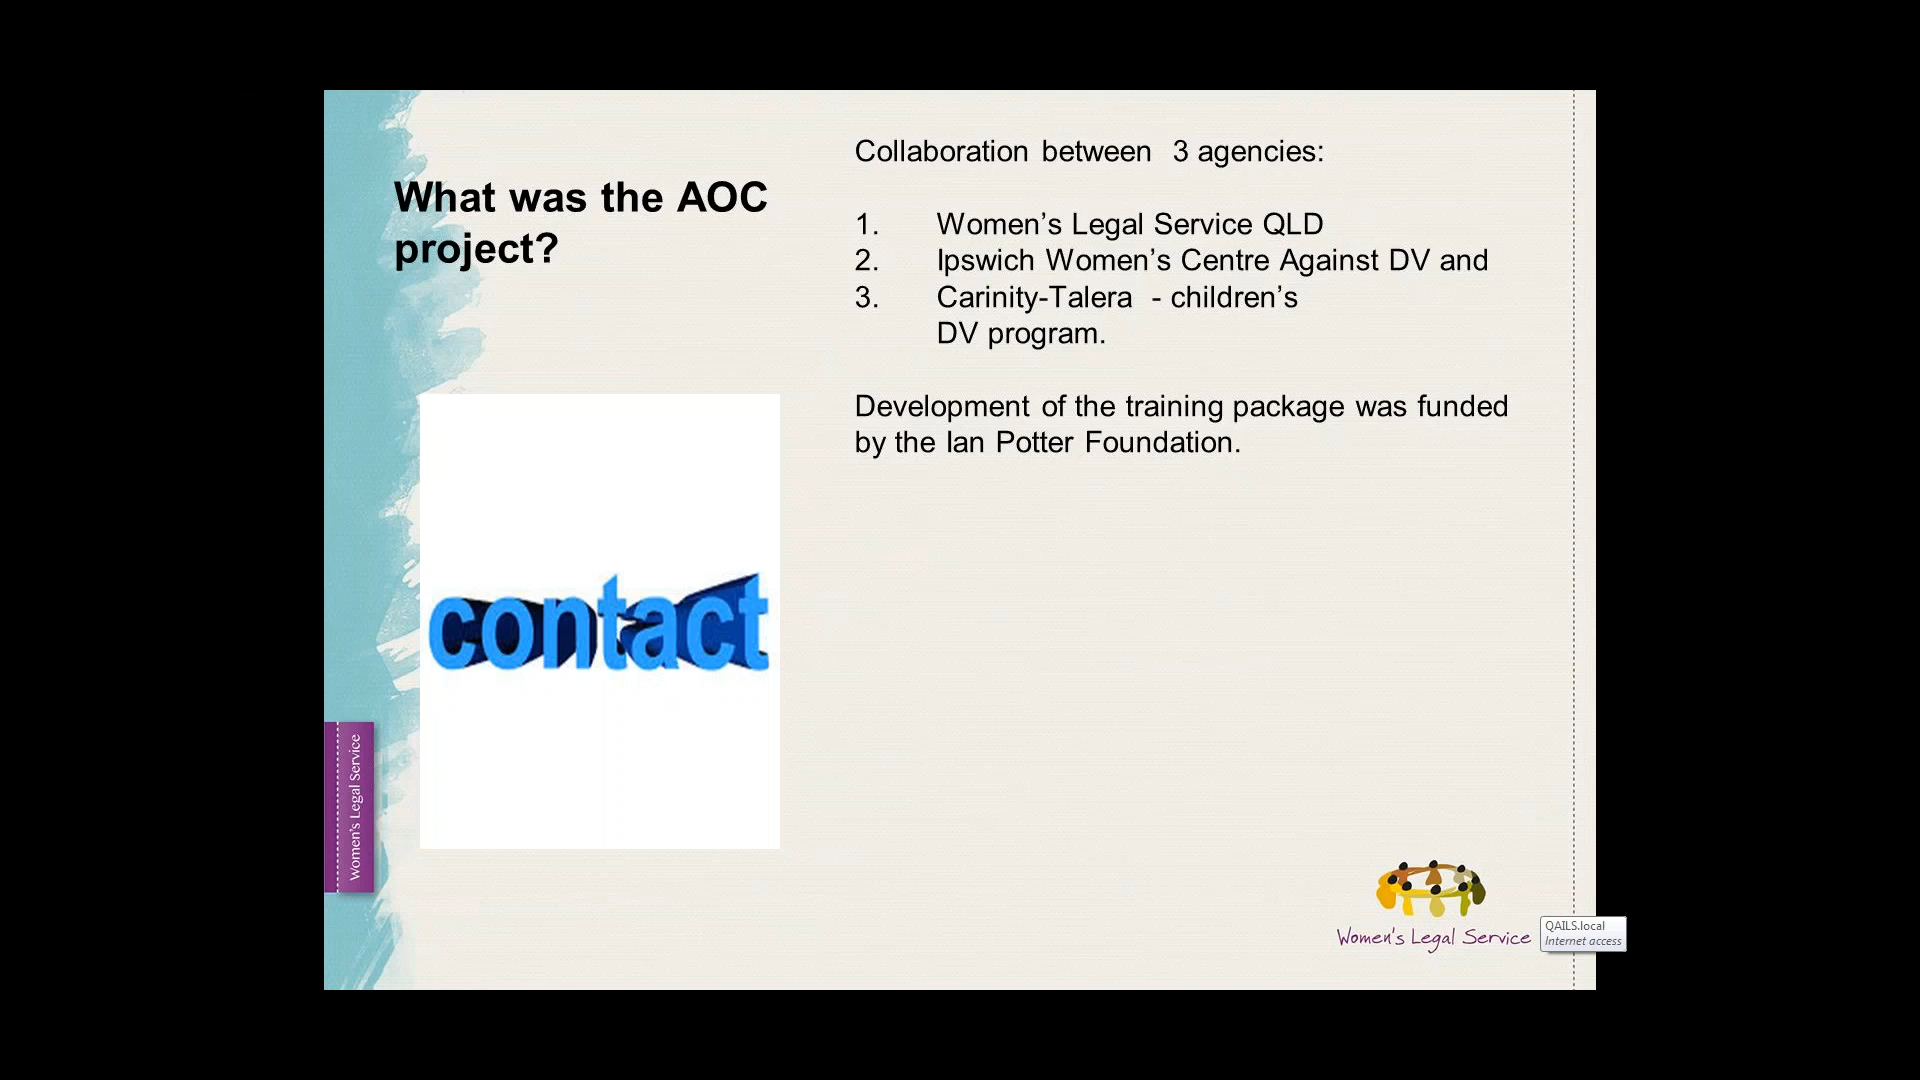 What was the AOC
project?
Collaboration between 3 agencies:
1. Women’s Legal Service QLD
2. Ipswich Women’s Centre Against DV and
3. Carinity-Talera - children’s
DV program.
Development of the training package was funded
by the Ian Potter Foundation.
contact
Women's Legal Service
Women's Legal Service
QAILS.local
Internet access